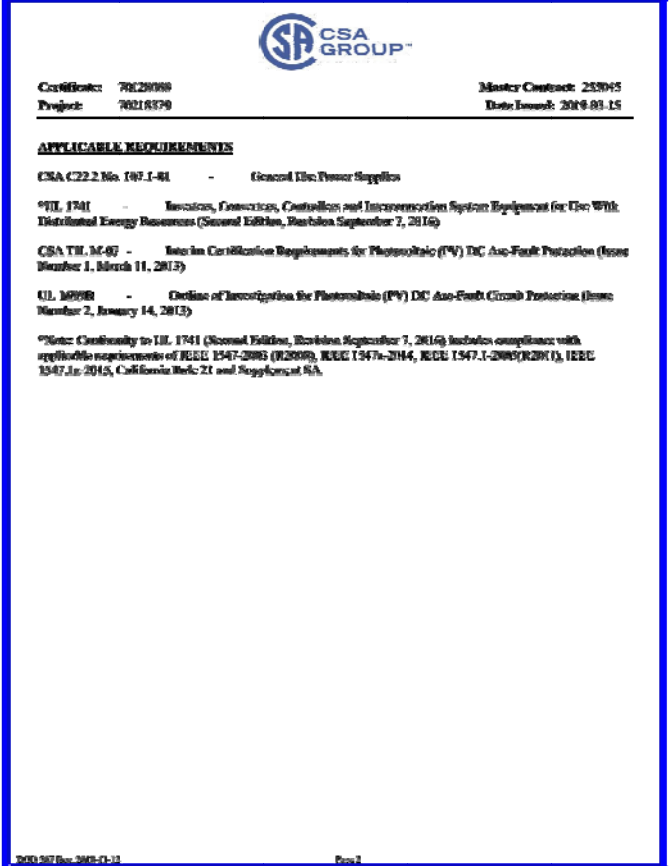 CSA
GROUP™
Certificate: Master Contract:
Project: Date Issued:
APPLICABLE REQUIREMENTS
CSA C22.2 No. 107.1-01 - General Use Power Supplies
*UL 1741 - Inverters, Converters, Controllers and Interconnection System Equipment for Use With
Distributed Energy Resources (Second Edition, Revision September 7, 2016)
CSA TIL M-07 - Interim Certification Requirements for Photovoltaic (PV) DC Arc-Fault Protection (Issue
Number 1, March 11, 2013)
UL 1699B - Outline of Investigation for Photovoltaic (PV) DC Arc-Fault Circuit Protection (Issue
Number 2, January 14, 2013)
*Note: Conformity to UL 1741 (Second Edition, Revision September 7, 2016) includes compliance with
applicable requirements of IEEE 1547-2003 (R2008), IEEE 1547a-2014, IEEE 1547.1-2005(R2011), IEEE
1547.1a-2015, California Rule 21 and Supplement SA.
Page 2